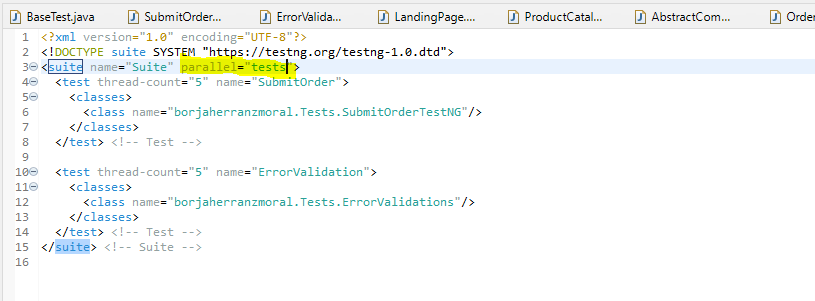 BaseTest.java SubmitOrder... ErrorValida... LandingPage.... ProductCatal... AbstractCom... Order
1 <?xml version="1.0" encoding="UTF-8"?>
2 <!DOCTYPE suite SYSTEM "https://testng.org/testng-1.0.dtd">
3 <suite name="Suite" parallel="tests">
4 <test thread-count="5" name="SubmitOrder">
5 <classes>
6 <class name="borjaherranzmoral.Tests.SubmitOrderTestNG"/>
7 </classes>
8 </test> <!-- Test -->
9
10 <test thread-count="5" name="ErrorValidation">
11 <classes>
12 <class name="borjaherranzmoral.Tests.ErrorValidations"/>
13 </classes>
14 </test> <!-- Test -->
15 </suite> <!-- Suite -->
16